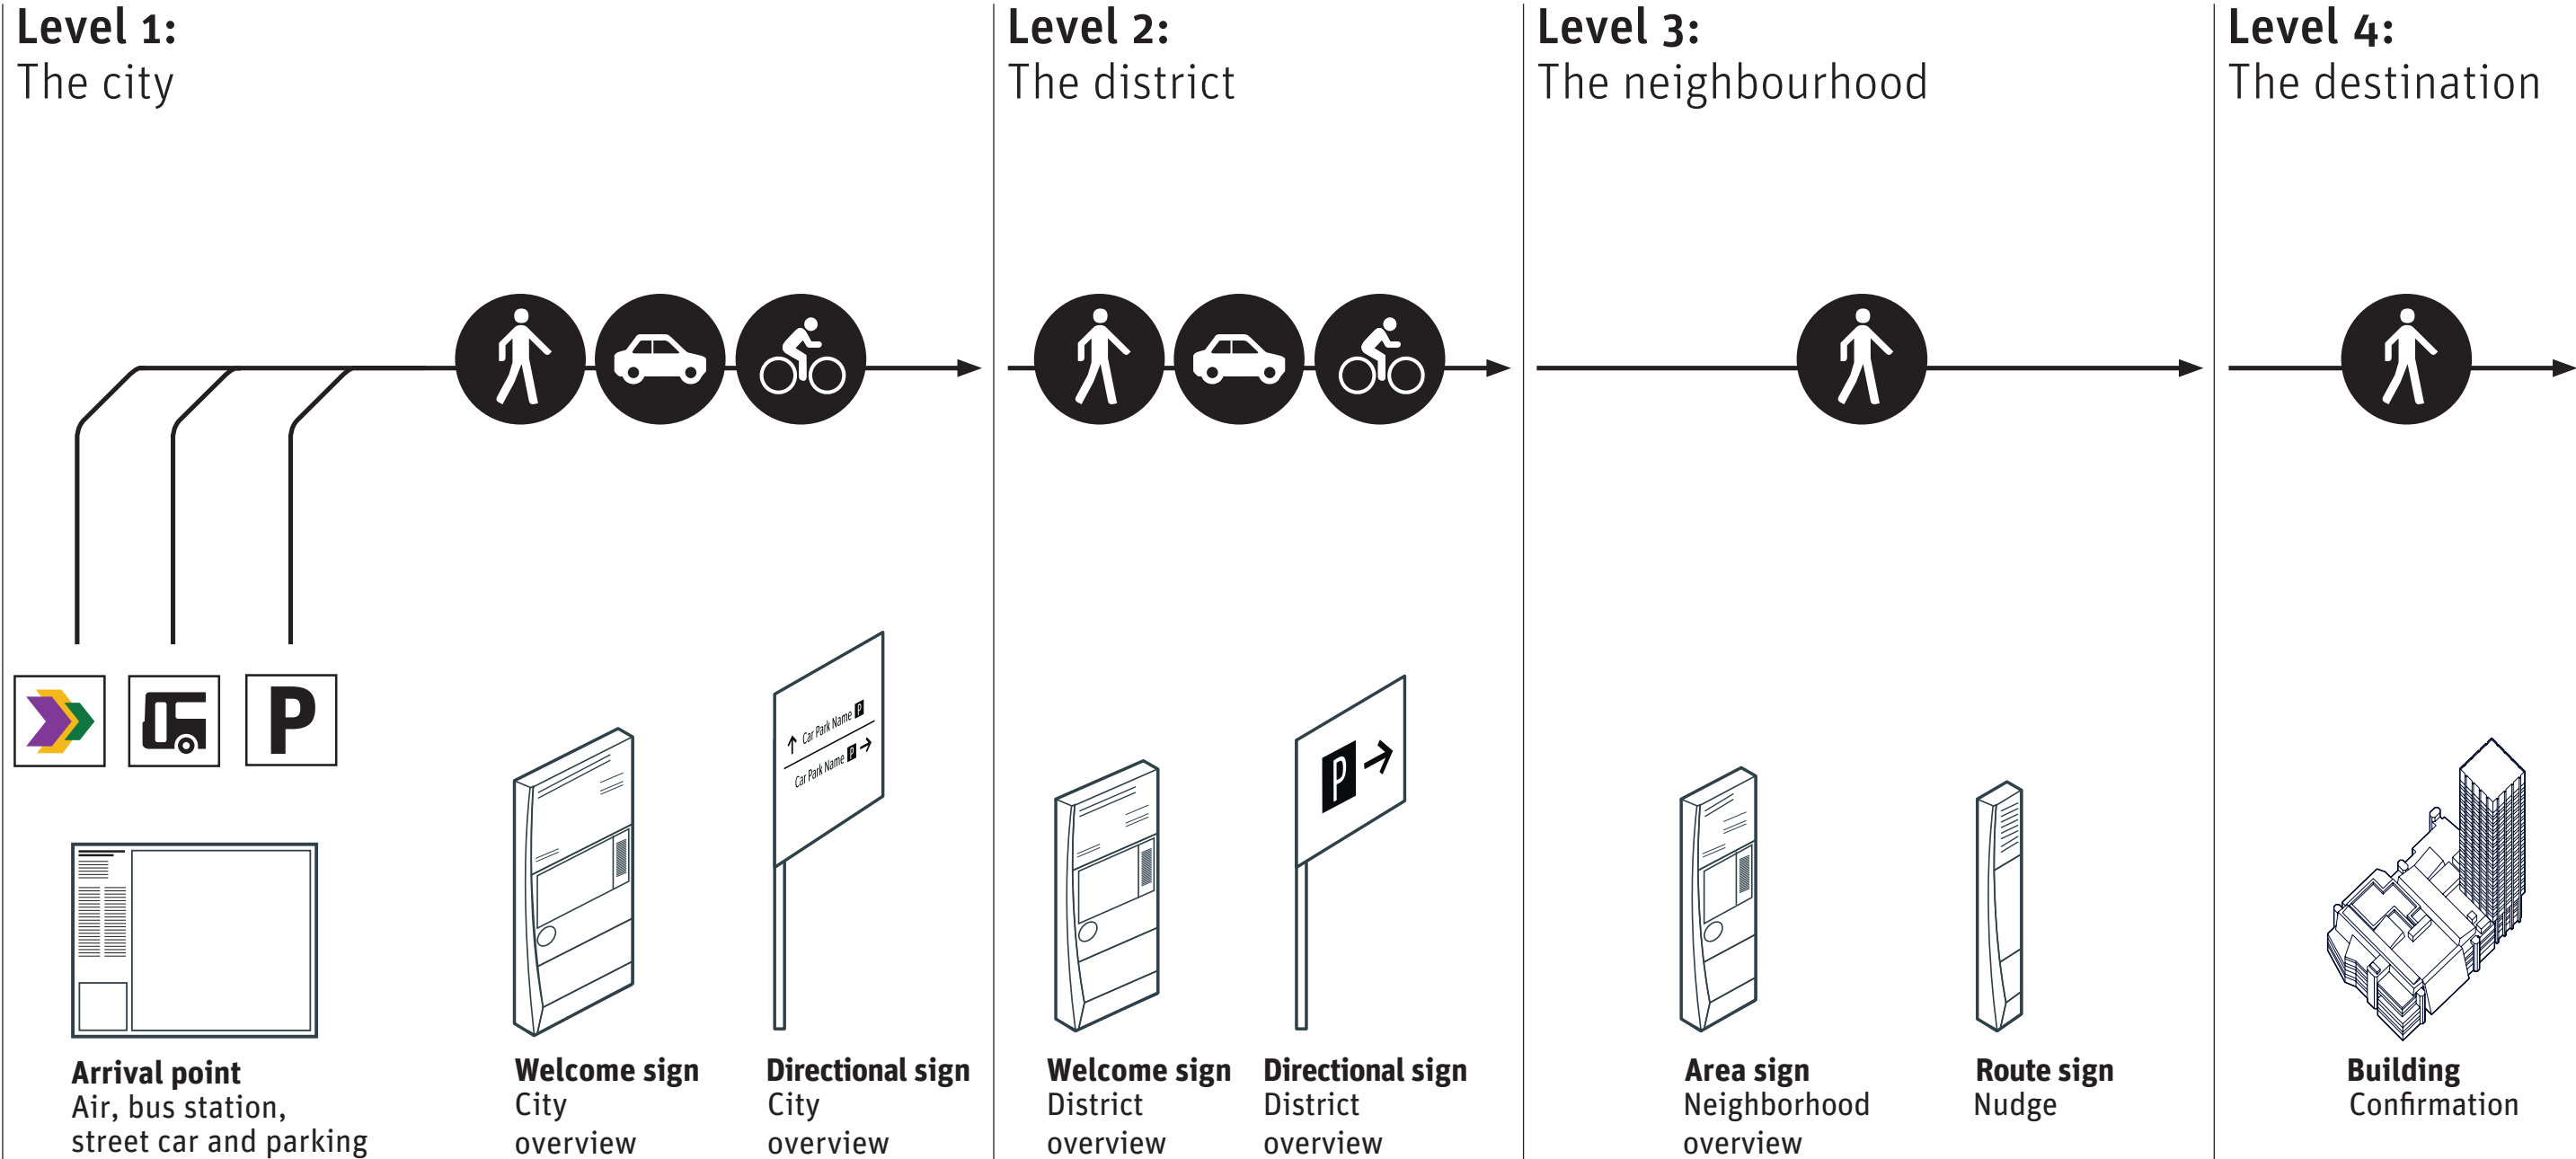 Level 1:
The city
Level 2:
The district
Level 3:
The neighbourhood
Level 4:
The destination
P
↑ Car Park Name P
Car Park Name P →
P →
Arrival point
Air, bus station,
street car and parking
Welcome sign
City
overview
Directional sign
City
overview
Welcome sign
District
overview
Directional sign
District
overview
Area sign
Neighborhood
overview
Route sign
Nudge
Building
Confirmation